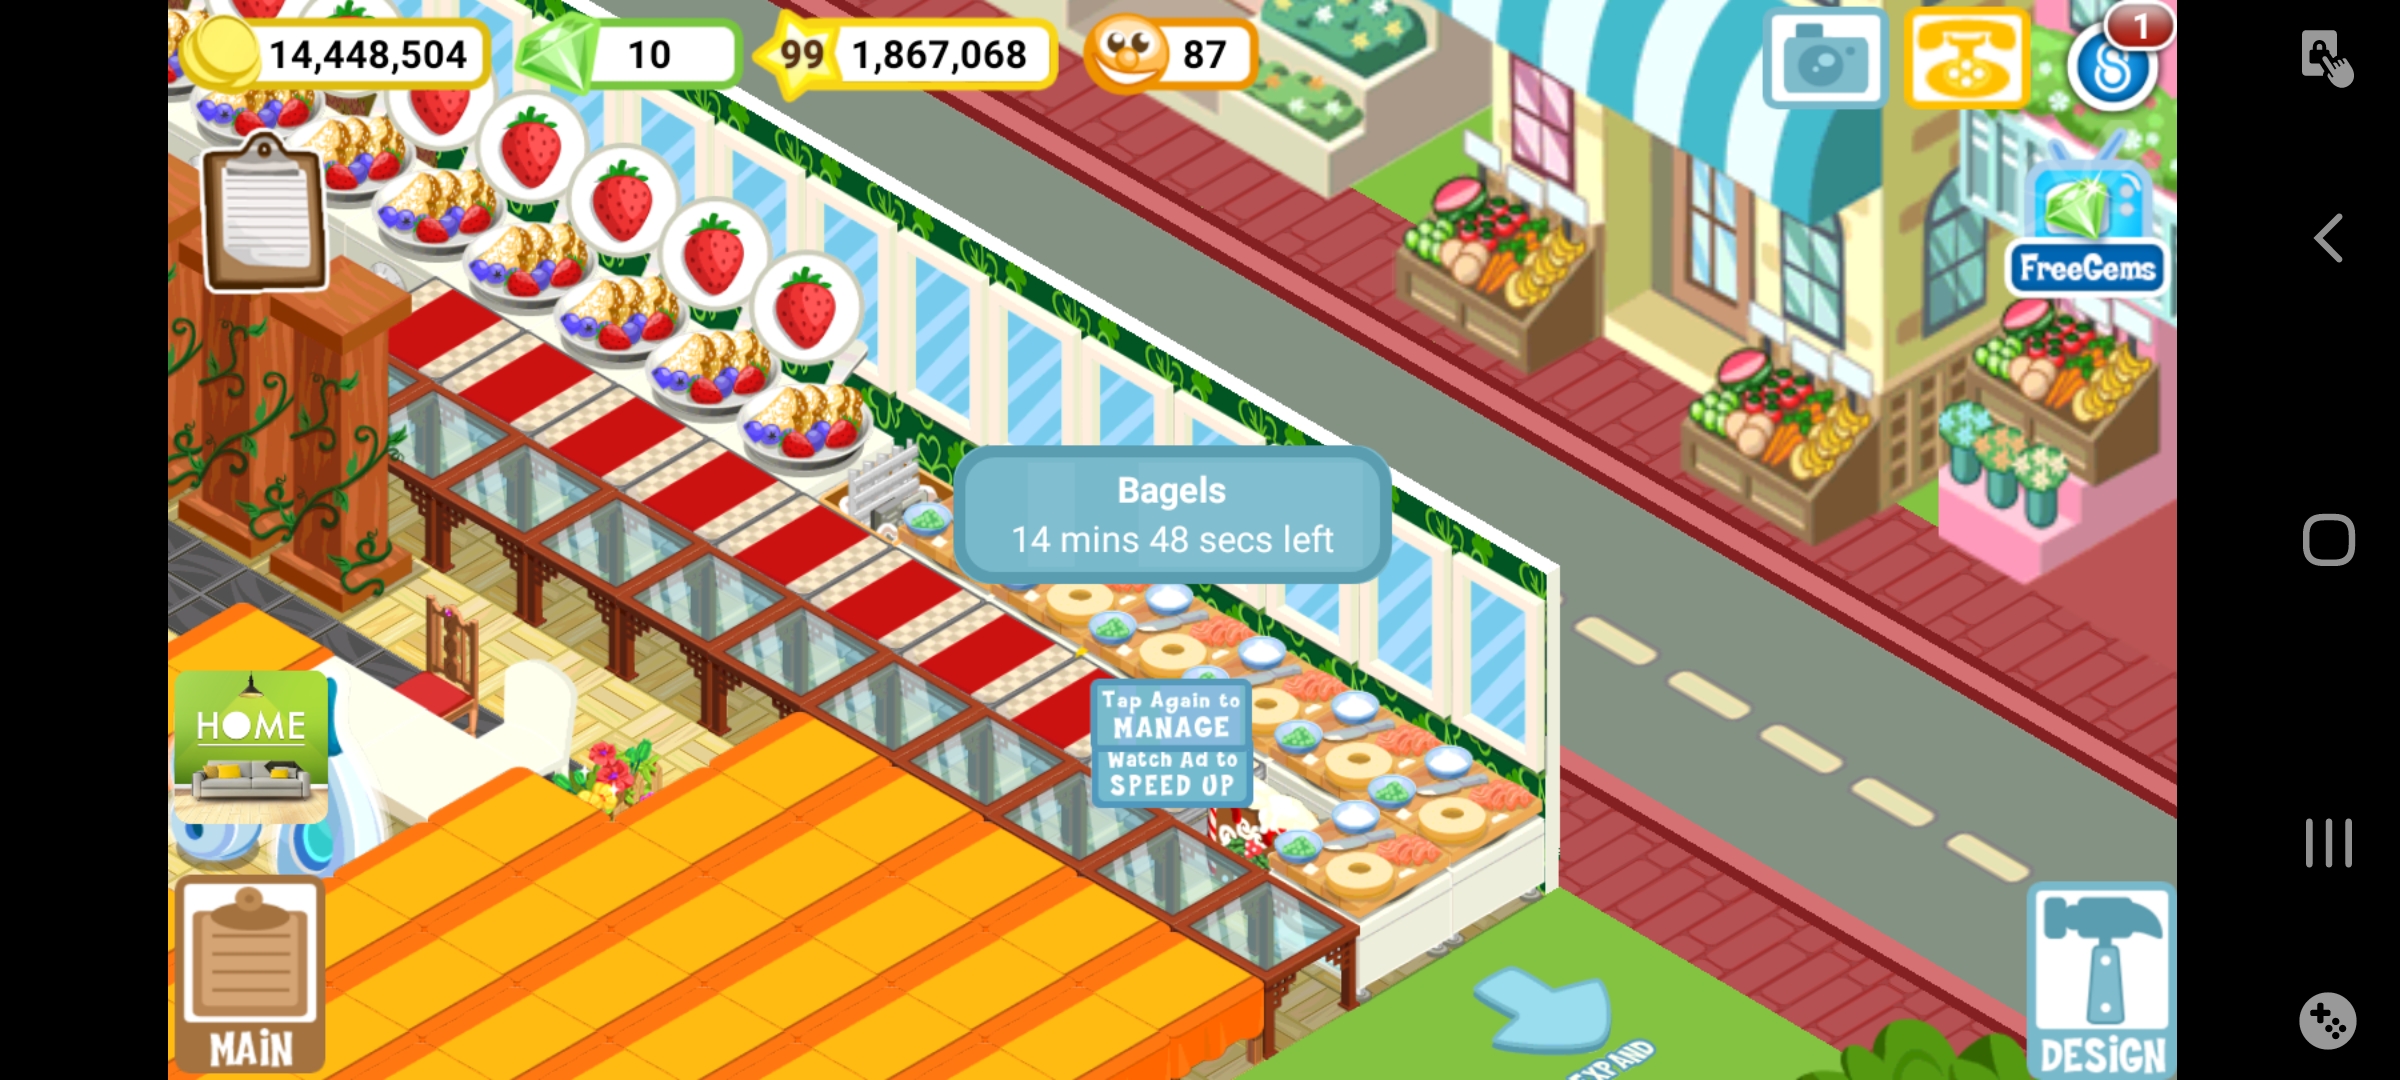 14,448,504
10
99
1,867,068
87
1
FreeGems
Bagels
14 mins 48 secs left
HOME
Tap Again to
MANAGE
Watch Ad to
SPEED UP
MAIN
DESIGN
EXPAND